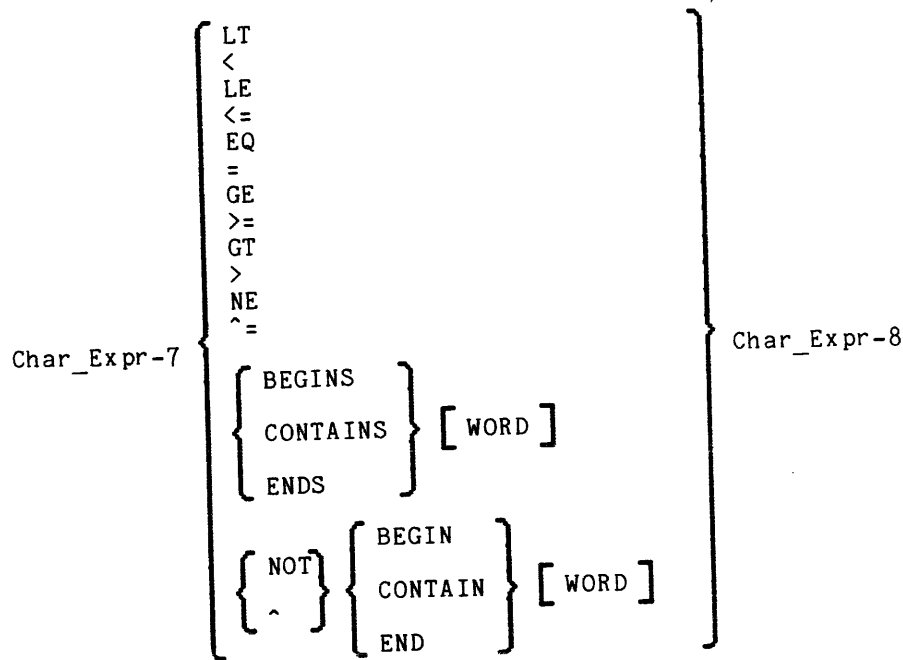 LT
<
LE
<=
EQ
=
GE
>=
GT
>
NE
^=
Char_Expr-7
Char_Expr-8
BEGINS
CONTAINS [ WORD ]
ENDS
BEGIN
NOT
CONTAIN [ WORD ]
^
END